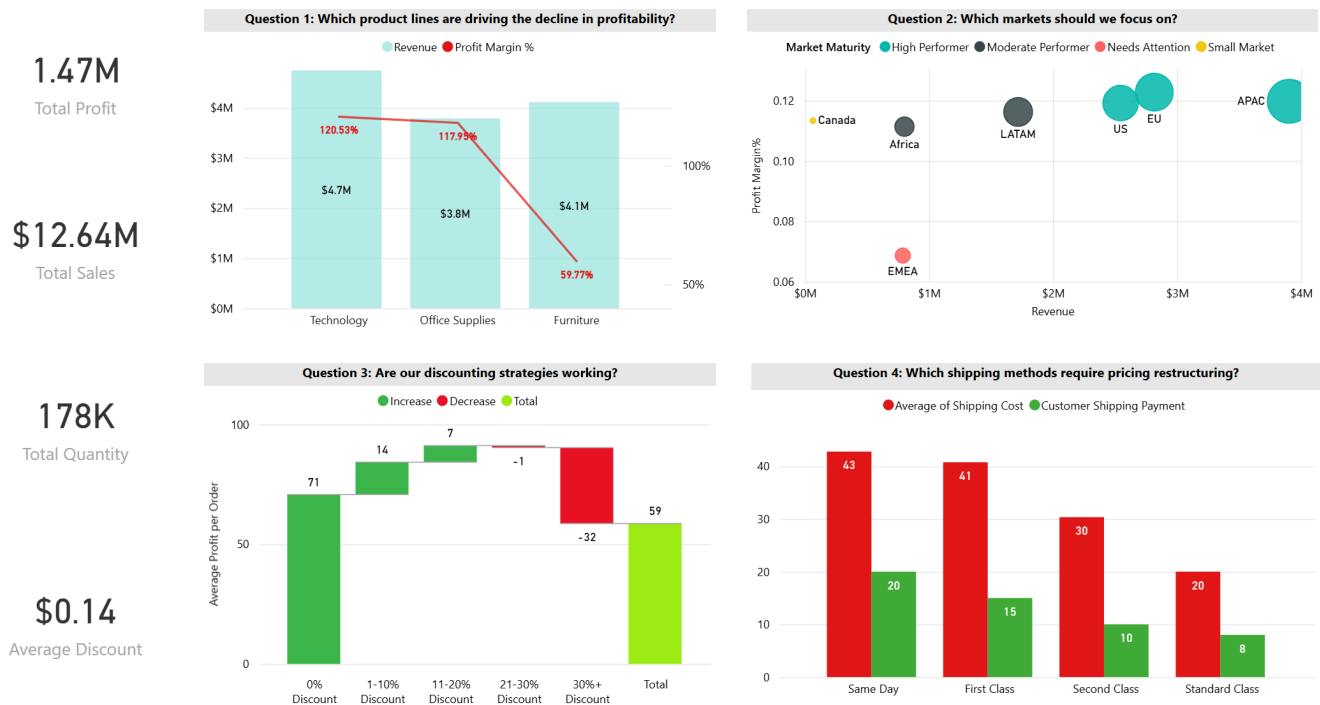 1.47M
Total Profit
$12.64M
Total Sales
178K
Total Quantity
$0.14
Average Discount
Question 1: Which product lines are driving the decline in profitability?
Revenue Profit Margin %
$4M
$3M
$2M
$1M
$0M
100%
50%
120.53%
117.95%
59.77%
$4.7M
$3.8M
$4.1M
Technology Office Supplies Furniture
Question 2: Which markets should we focus on?
Market Maturity High Performer Moderate Performer Needs Attention Small Market
Profit Margin%
0.12
0.10
0.08
0.06
Canada
Africa
EMEA
LATAM
US
EU
APAC
$0M $1M $2M $3M $4M
Revenue
Question 3: Are our discounting strategies working?
Increase Decrease Total
Average Profit per Order
100
50
0
71
14
7
-1
-32
59
0%
Discount
1-10%
Discount
11-20%
Discount
21-30%
Discount
30%+
Discount
Total
Question 4: Which shipping methods require pricing restructuring?
Average of Shipping Cost Customer Shipping Payment
40
30
20
10
0
43
20
41
15
30
10
20
8
Same Day First Class Second Class Standard Class